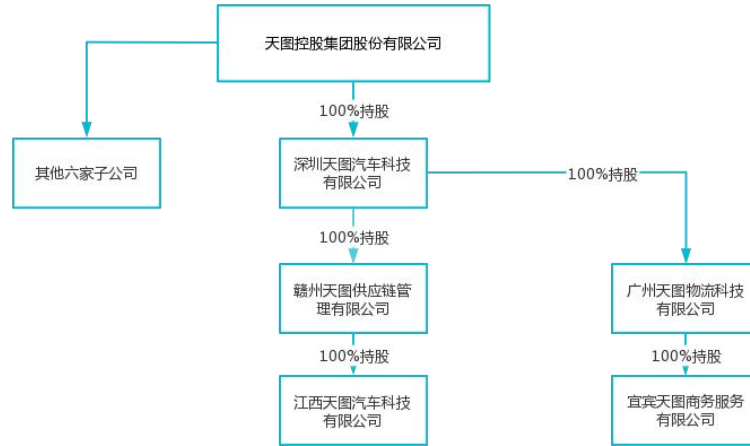 天图控股集团股份有限公司
100%持股
其他六家子公司
深圳天图汽车科技
有限公司
100%持股
100%持股
赣州天图供应链管
理有限公司
广州天图物流科技
有限公司
100%持股
100%持股
江西天图汽车科技
有限公司
宜宾天图商务服务
有限公司